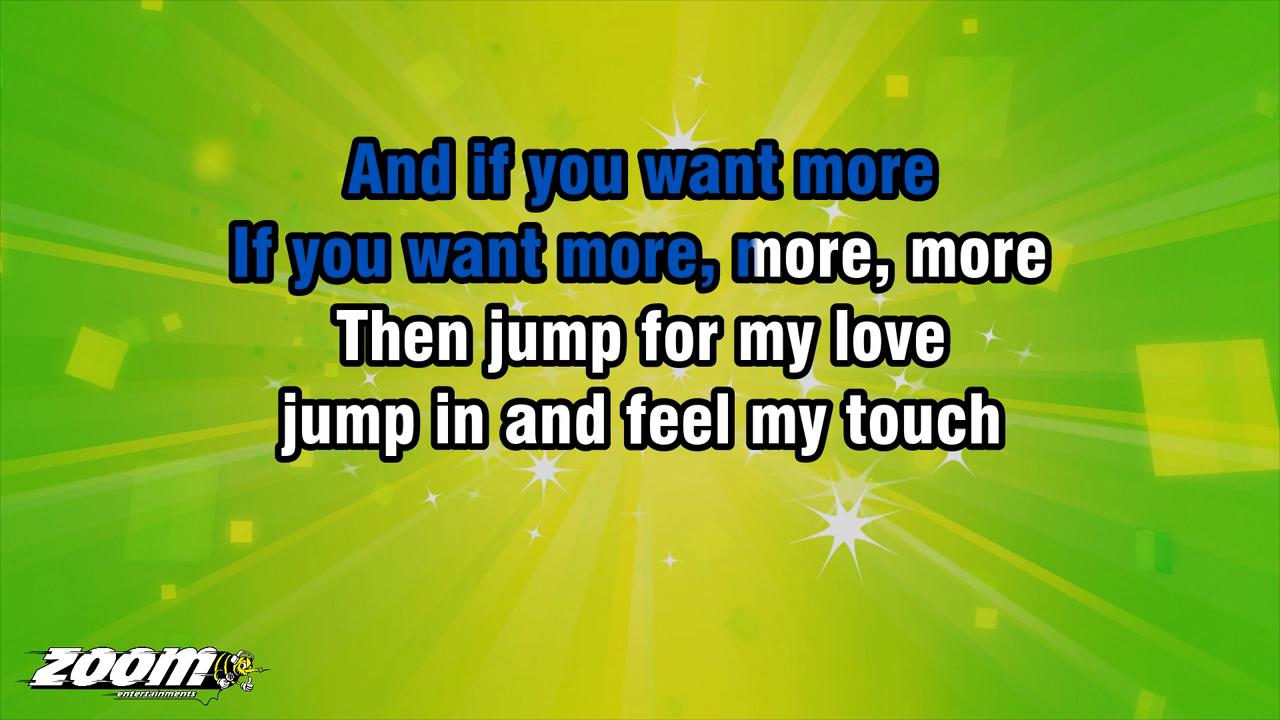 And if you want more
If you want more, more, more
Then jump for my love
jump in and feel my touch
zoom
entertainments